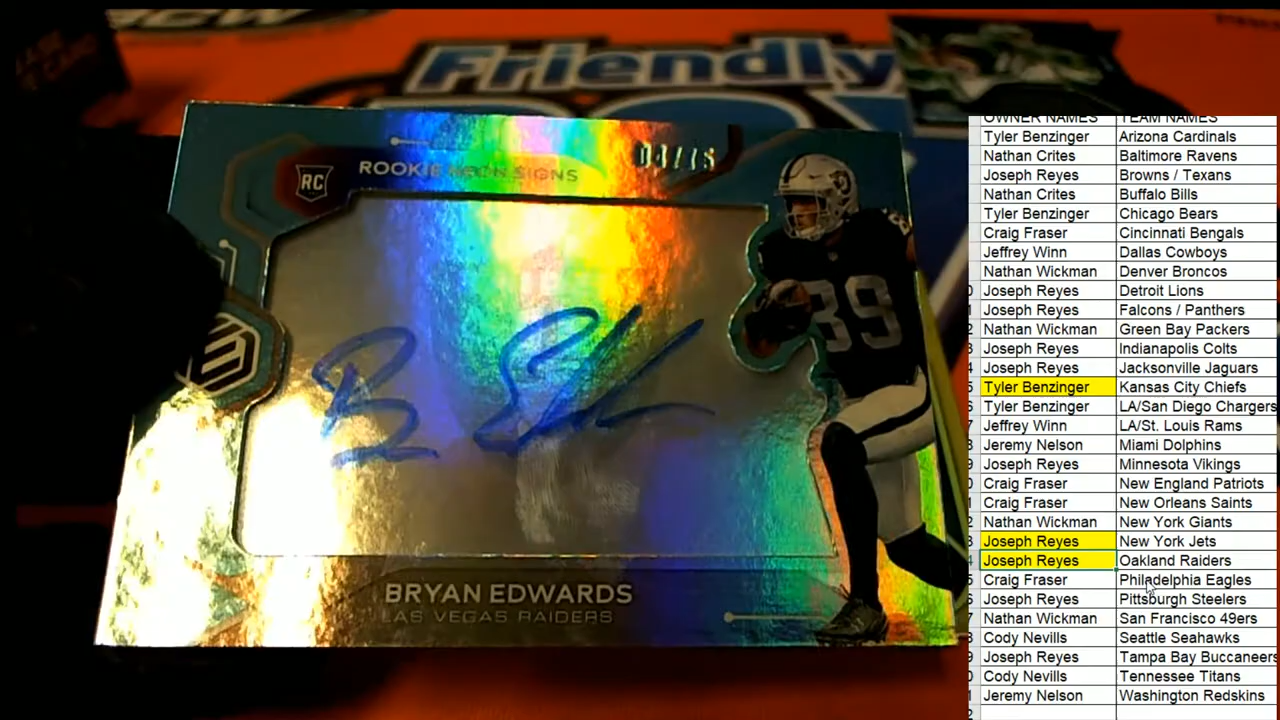 Friendly
RC
ROOKIE NEON SIGNS
89
BRYAN EDWARDS
LAS VEGAS RAIDERS
OWNER NAMES TEAM NAMES
Tyler Benzinger Arizona Cardinals
Nathan Crites Baltimore Ravens
Joseph Reyes Browns / Texans
Nathan Crites Buffalo Bills
Tyler Benzinger Chicago Bears
Craig Fraser Cincinnati Bengals
Jeffrey Winn Dallas Cowboys
Nathan Wickman Denver Broncos
Joseph Reyes Detroit Lions
Joseph Reyes Falcons / Panthers
Nathan Wickman Green Bay Packers
Joseph Reyes Indianapolis Colts
Joseph Reyes Jacksonville Jaguars
Tyler Benzinger Kansas City Chiefs
Tyler Benzinger LA/San Diego Chargers
Jeffrey Winn LA/St. Louis Rams
Jeremy Nelson Miami Dolphins
Joseph Reyes Minnesota Vikings
Craig Fraser New England Patriots
Craig Fraser New Orleans Saints
Nathan Wickman New York Giants
Joseph Reyes New York Jets
Joseph Reyes Oakland Raiders
Craig Fraser Philadelphia Eagles
Joseph Reyes Pittsburgh Steelers
Nathan Wickman San Francisco 49ers
Cody Nevills Seattle Seahawks
Joseph Reyes Tampa Bay Buccaneers
Cody Nevills Tennessee Titans
Jeremy Nelson Washington Redskins